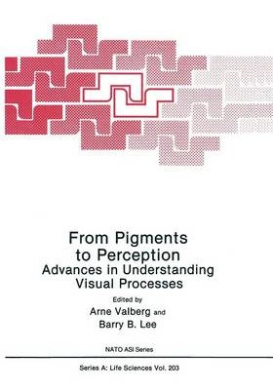 From Pigments
to Perception
Advances in Understanding
Visual Processes
Edited by
Arne Valberg and
Barry B. Lee
NATO ASI Series
Series A: Life Sciences Vol. 203